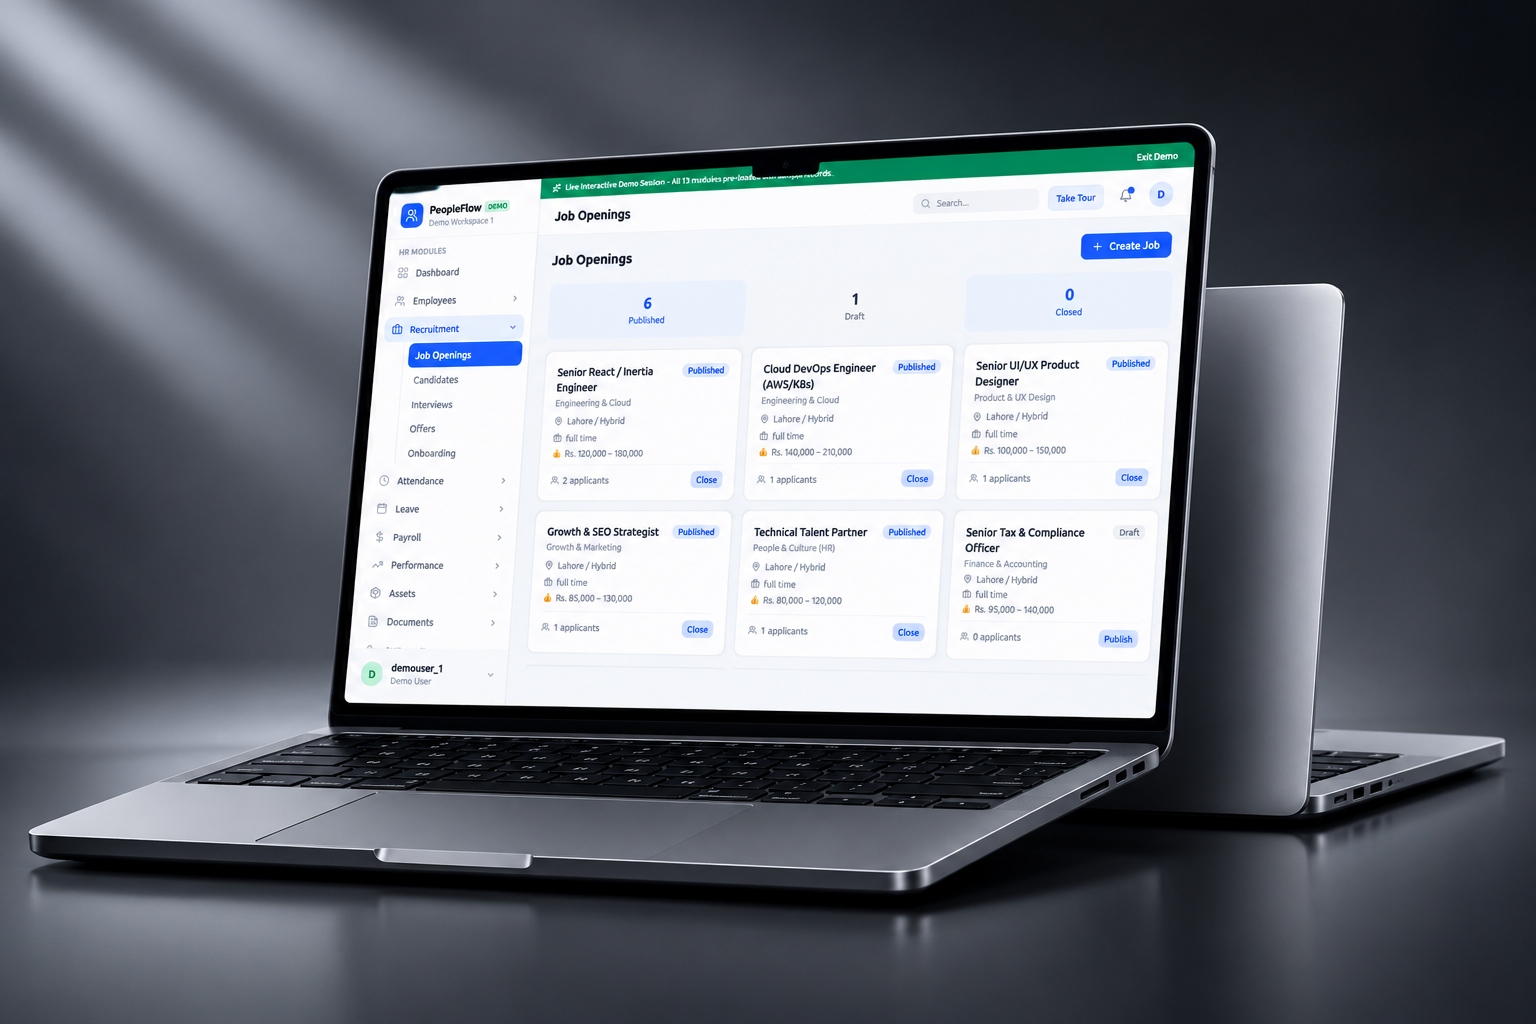 Live Interactive Demo Session - All 13 modules pre-loaded
Exit Demo
PeopleFlow DEMO
Demo Workspace 1
HR MODULES
Dashboard
Employees
Recruitment
Job Openings
Candidates
Interviews
Offers
Onboarding
Attendance
Leave
Payroll
Performance
Assets
Documents
D
demouser_1
Demo User
Job Openings
Search...
Take Tour
D
Job Openings
+ Create Job
6
Published
1
Draft
0
Closed
Senior React / Inertia
Engineer
Published
Engineering & Cloud
Lahore / Hybrid
full time
Rs. 120,000 – 180,000
2 applicants
Close
Cloud DevOps Engineer
(AWS/K8s)
Published
Engineering & Cloud
Lahore / Hybrid
full time
Rs. 140,000 – 210,000
1 applicants
Close
Senior UI/UX Product
Designer
Published
Product & UX Design
Lahore / Hybrid
full time
Rs. 100,000 – 150,000
1 applicants
Close
Growth & SEO Strategist
Published
Growth & Marketing
Lahore / Hybrid
full time
Rs. 85,000 – 130,000
1 applicants
Close
Technical Talent Partner
Published
People & Culture (HR)
Lahore / Hybrid
full time
Rs. 80,000 – 120,000
1 applicants
Close
Senior Tax & Compliance
Officer
Draft
Finance & Accounting
Lahore / Hybrid
full time
Rs. 95,000 – 140,000
0 applicants
Publish